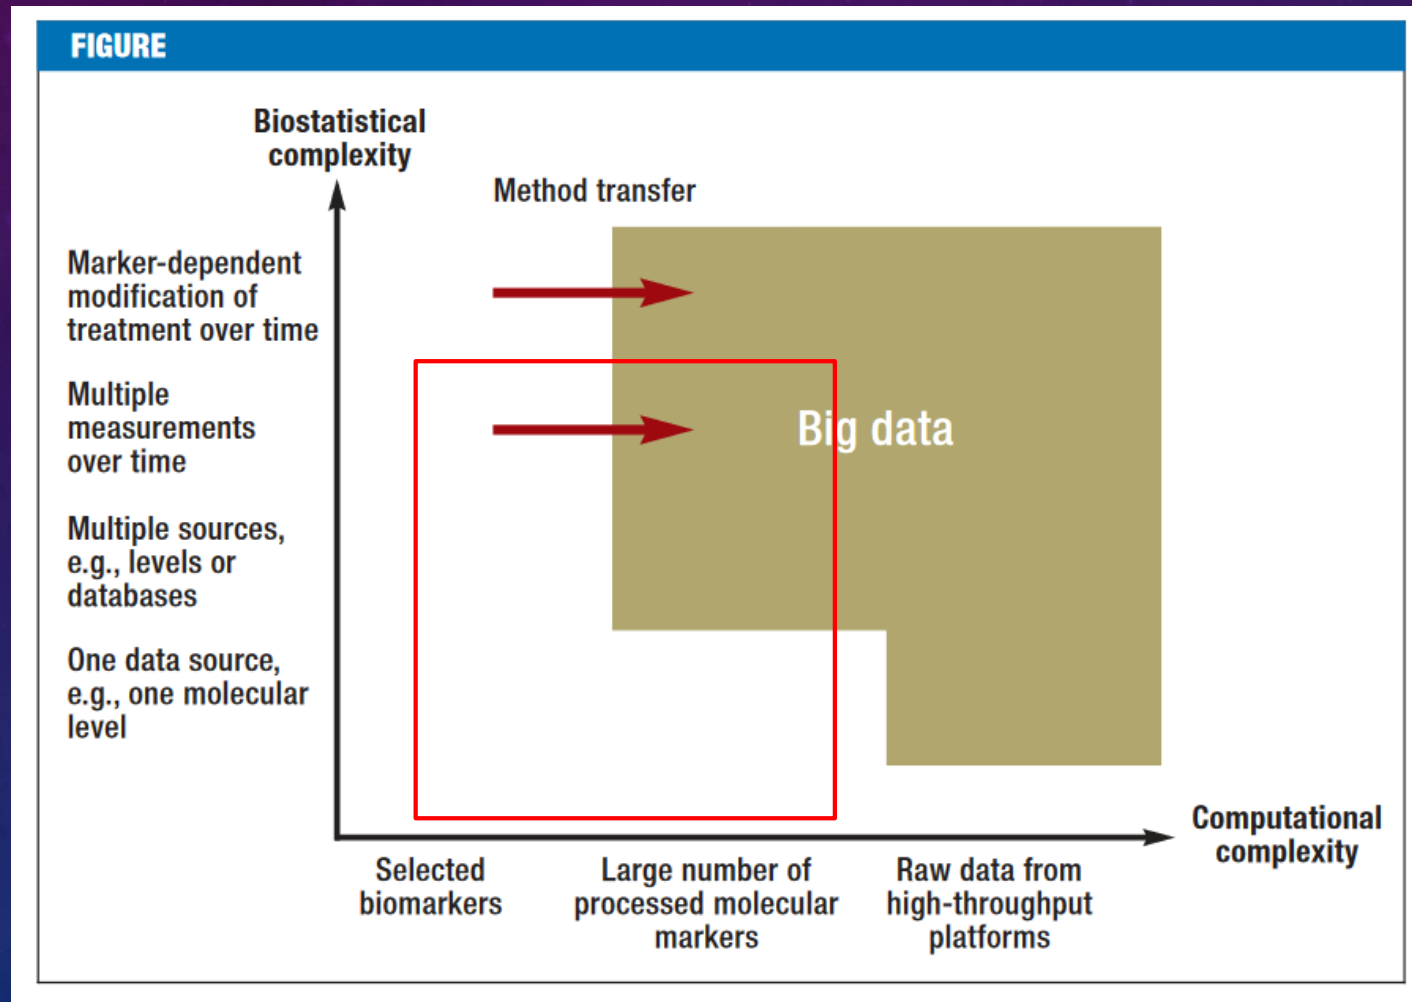 FIGURE
Biostatistical
complexity
Method transfer
Marker-dependent
modification of
treatment over time
Multiple
measurements
over time
Big data
Multiple sources,
e.g., levels or
databases
One data source,
e.g., one molecular
level
Computational
complexity
Selected
biomarkers
Large number of
processed molecular
markers
Raw data from
high-throughput
platforms